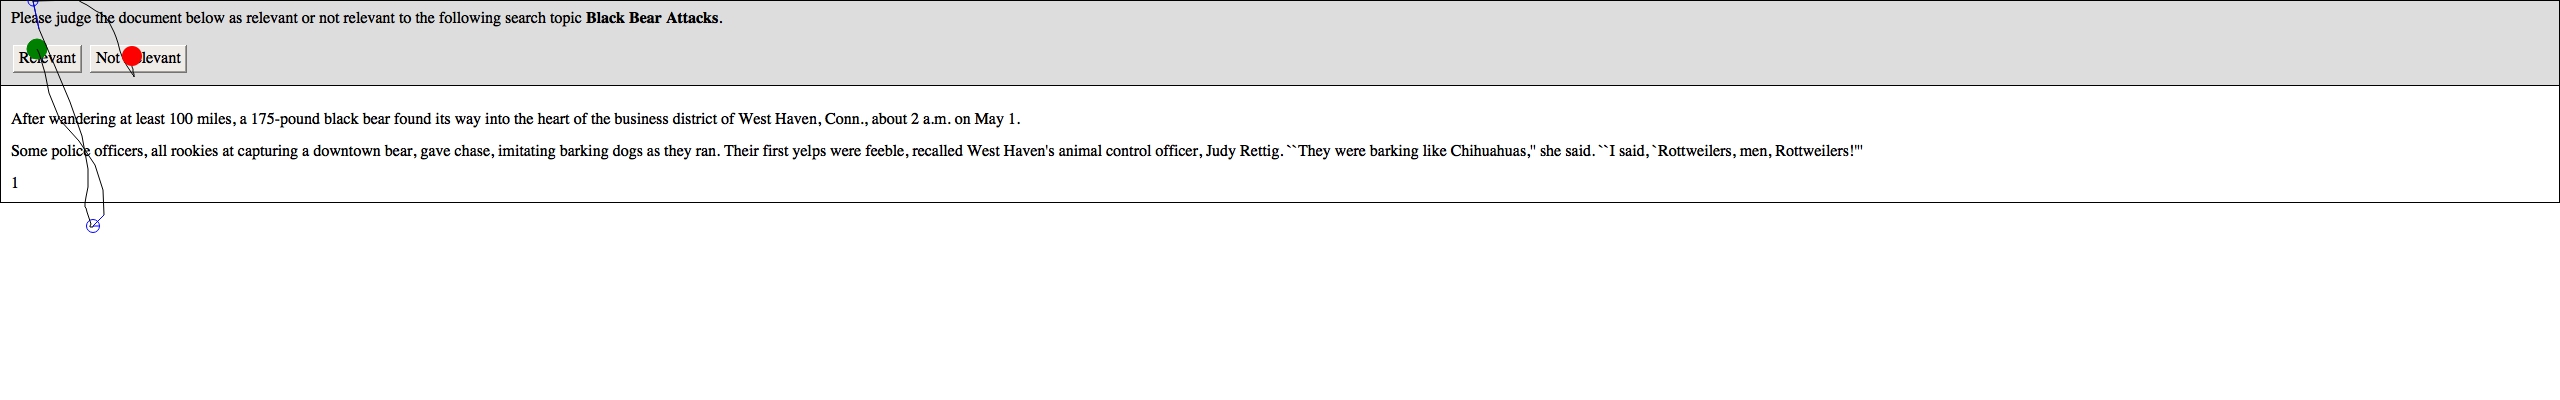 Please judge the document below as relevant or not relevant to the following search topic Black Bear Attacks.
Relevant Not Relevant
After wandering at least 100 miles, a 175-pound black bear found its way into the heart of the business district of West Haven, Conn., about 2 a.m. on May 1.
Some police officers, all rookies at capturing a downtown bear, gave chase, imitating barking dogs as they ran. Their first yelps were feeble, recalled West Haven's animal control officer, Judy Rettig. ``They were barking like Chihuahuas,'' she said. ``I said, `Rottweilers, men, Rottweilers!'''
1